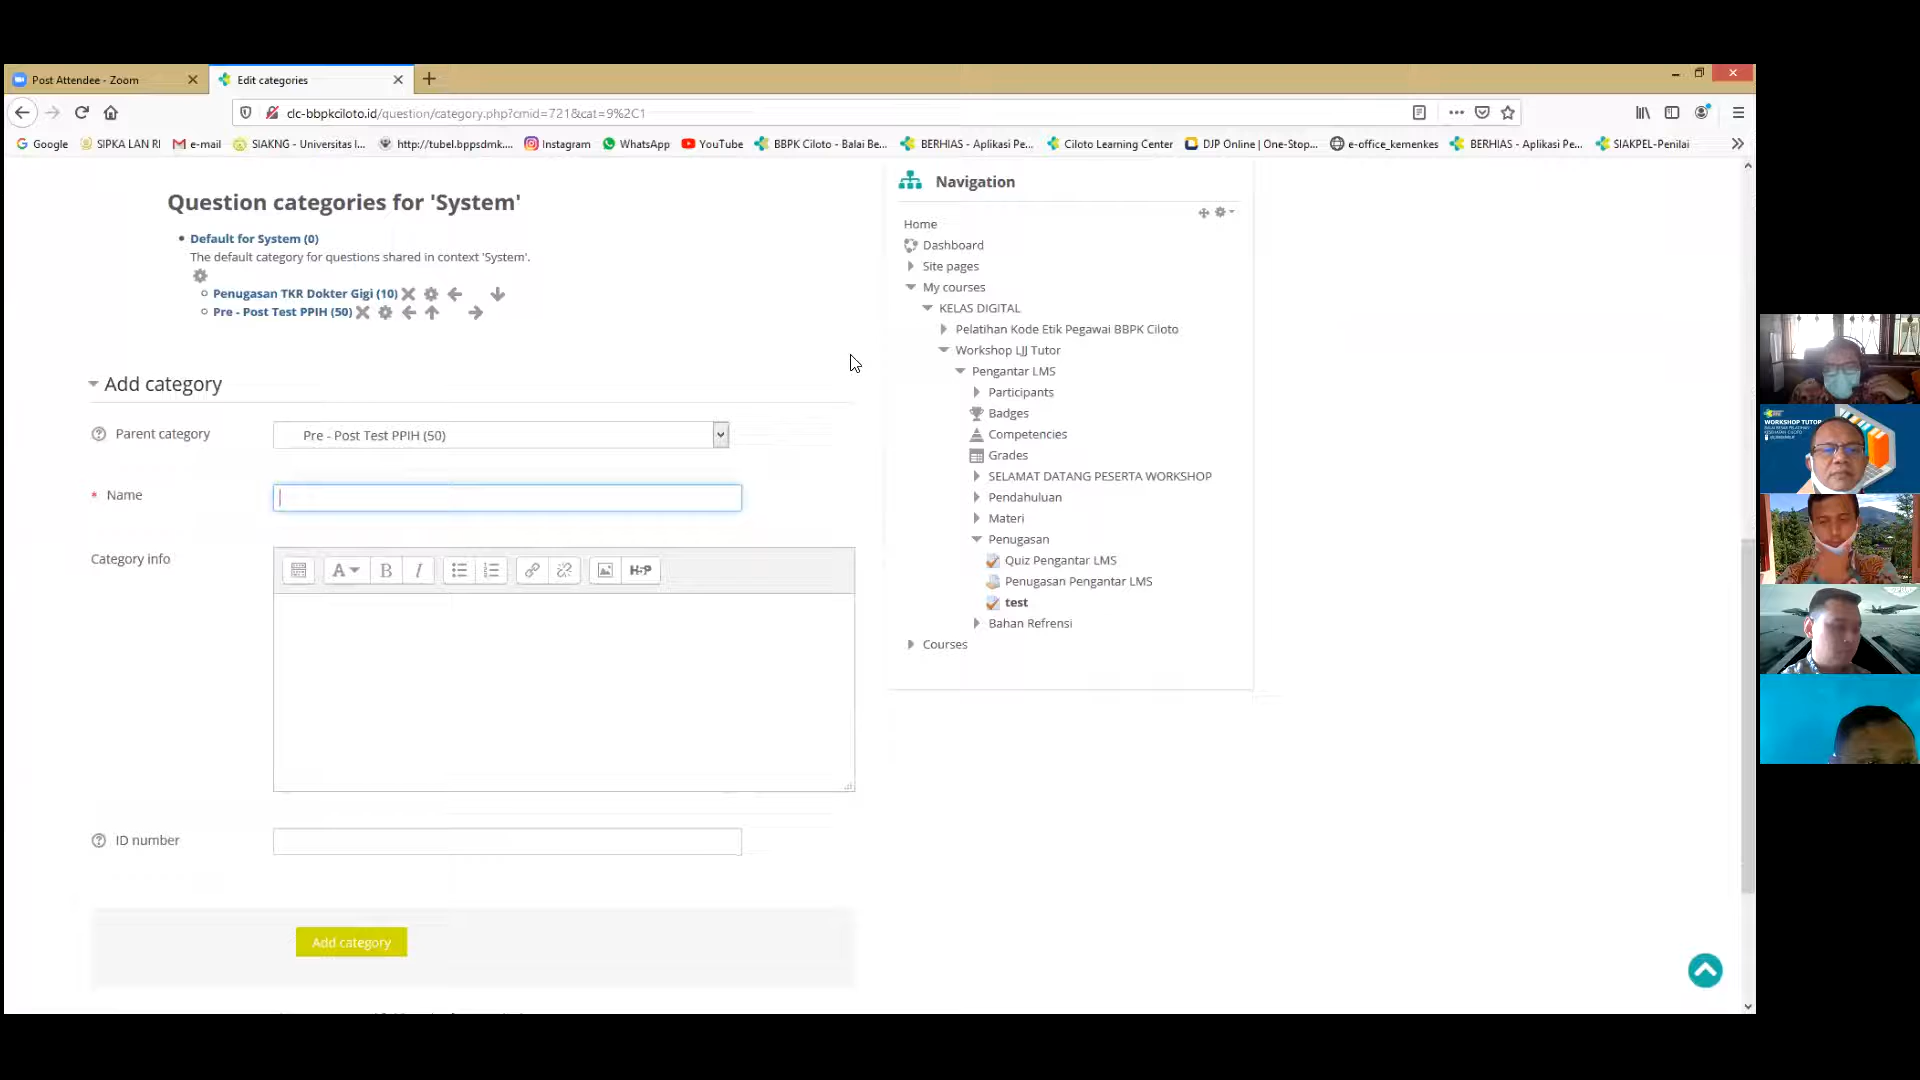 Post Attendee - Zoom
Edit categories
clc-bbpkciloto.id/question/category.php?cmid=721&cat=9%2C1
Google
SIPKA LAN RI
e-mail
SIAKNG - Universitas I...
http://tubel.bppsdmk....
Instagram
WhatsApp
YouTube
BBPK Ciloto - Balai Be...
BERHIAS - Aplikasi Pe...
Ciloto Learning Center
DJP Online | One-Stop...
e-office_kemenkes
BERHIAS - Aplikasi Pe...
SIAKPEL-Penilai
Question categories for 'System'
Default for System (0)
The default category for questions shared in context 'System'.
Penugasan TKR Dokter Gigi (10)
Pre - Post Test PPIH (50)
Add category
Parent category
Pre - Post Test PPIH (50)
* Name
Category info
A
B
I
H-P
ID number
Add category
Navigation
Home
Dashboard
Site pages
My courses
KELAS DIGITAL
Pelatihan Kode Etik Pegawai BBPK Ciloto
Workshop LJJ Tutor
Pengantar LMS
Participants
Badges
Competencies
Grades
SELAMAT DATANG PESERTA WORKSHOP
Pendahuluan
Materi
Penugasan
Quiz Pengantar LMS
Penugasan Pengantar LMS
test
Bahan Refrensi
Courses
WORKSHOP TUTOR